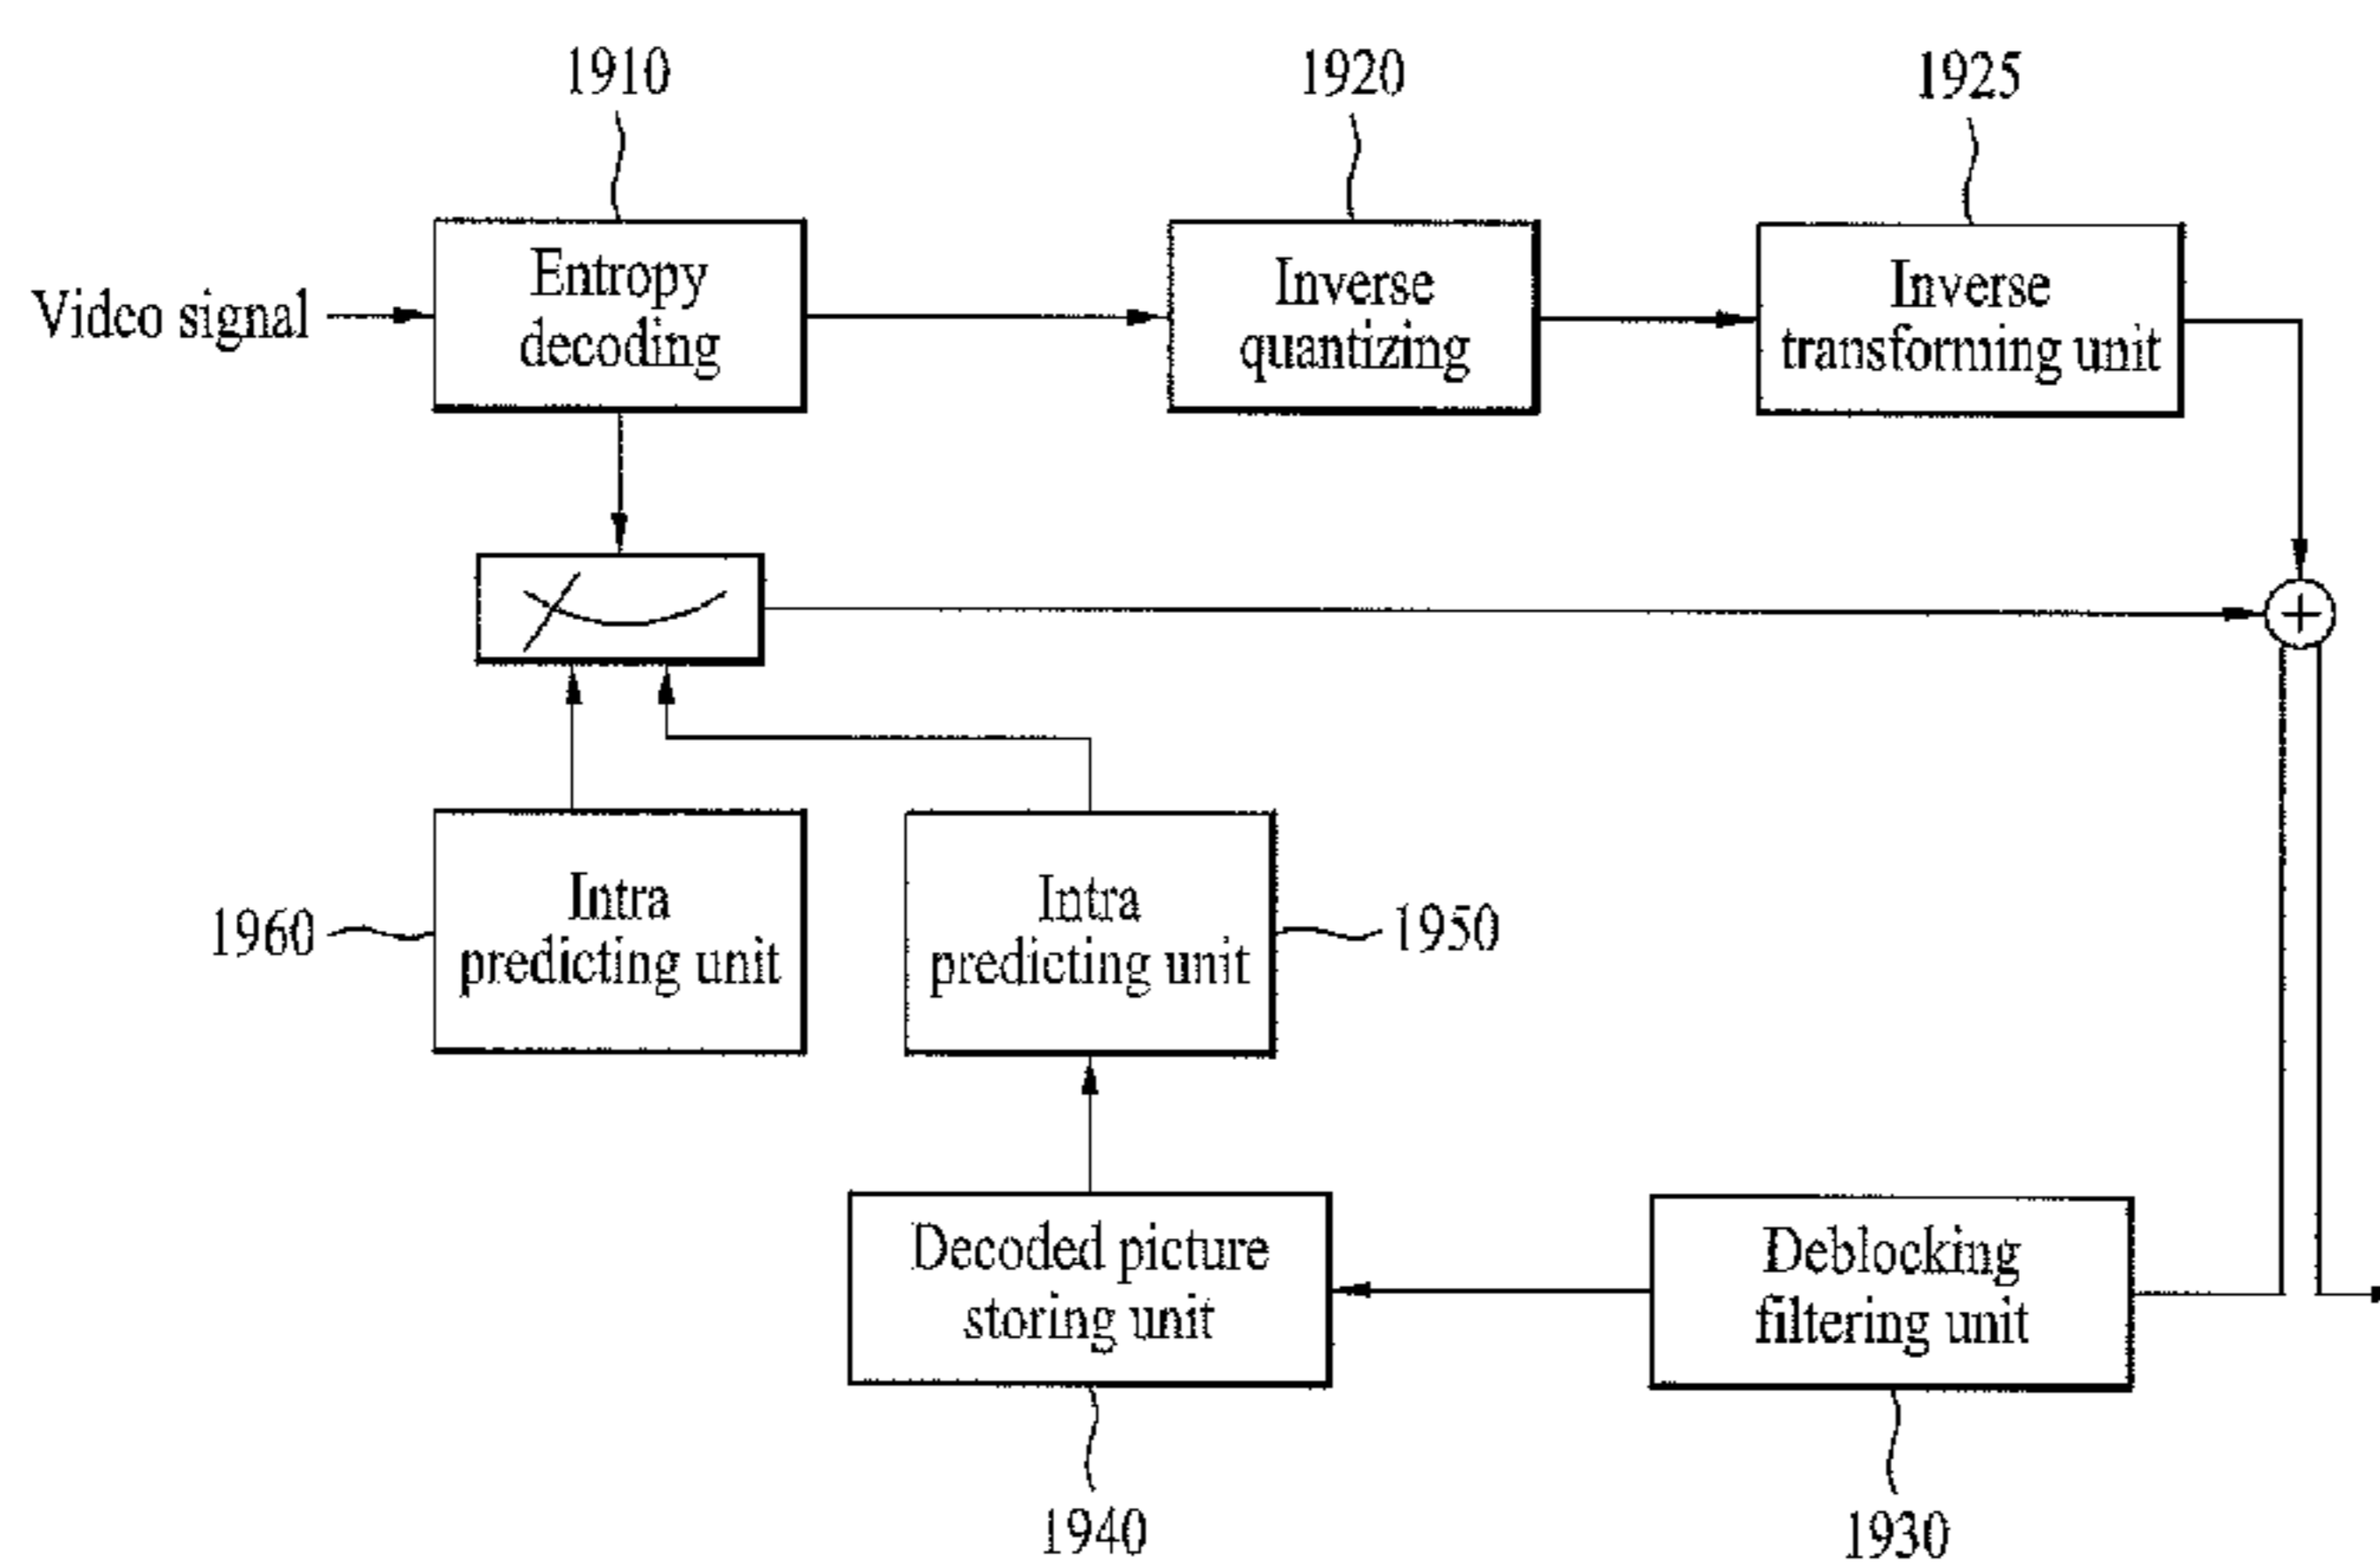 1910
1920
1925
Video signal
Entropy
decoding
Inverse
quantizing
Inverse
transforming unit
+
1960
Intra
predicting unit
Intra
predicting unit
1950
Decoded picture
storing unit
Deblocking
filtering unit
1940
1930